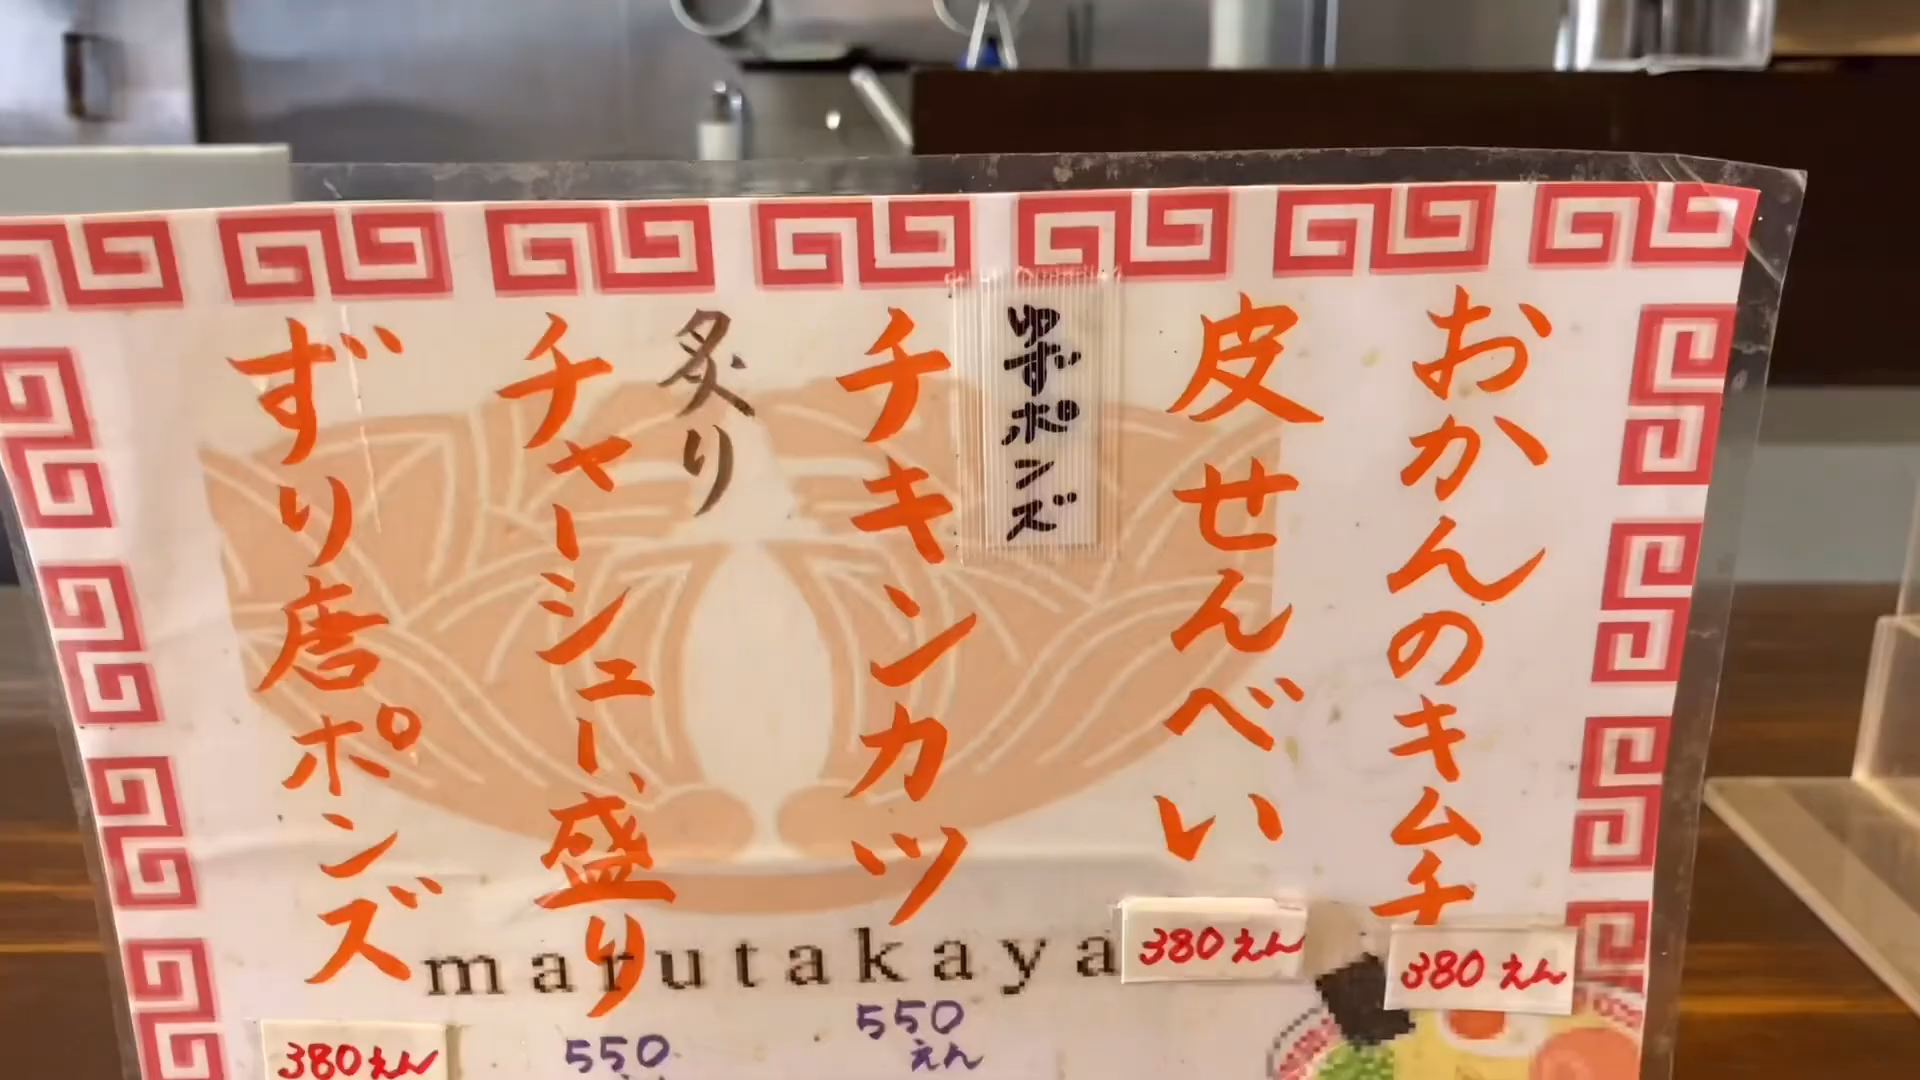 おかんのキムチ
380えん
皮せんべい
380えん
ゆずポンズ
チキンカツ
550
えん
炙り
チャーシュー盛り
550
ずり唐ポンズ
380えん
marutakaya